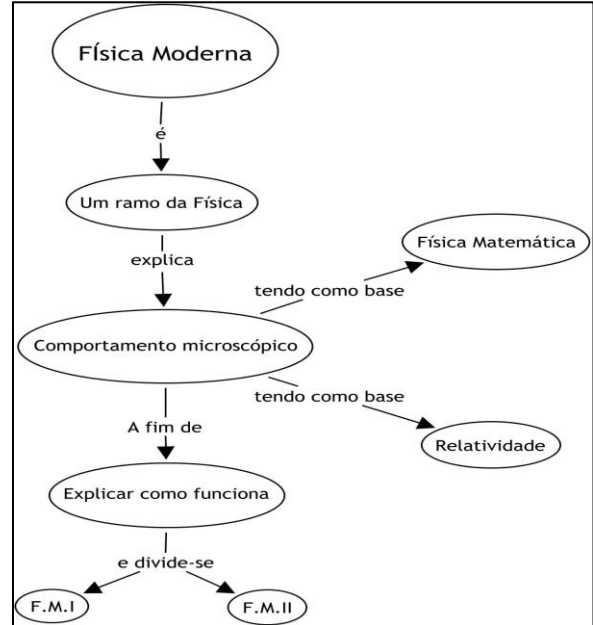 Física Moderna
é
Um ramo da Física
explica
Física Matemática
tendo como base
Comportamento microscópico
tendo como base
A fim de
Relatividade
Explicar como funciona
e divide-se
F.M.I
F.M.II